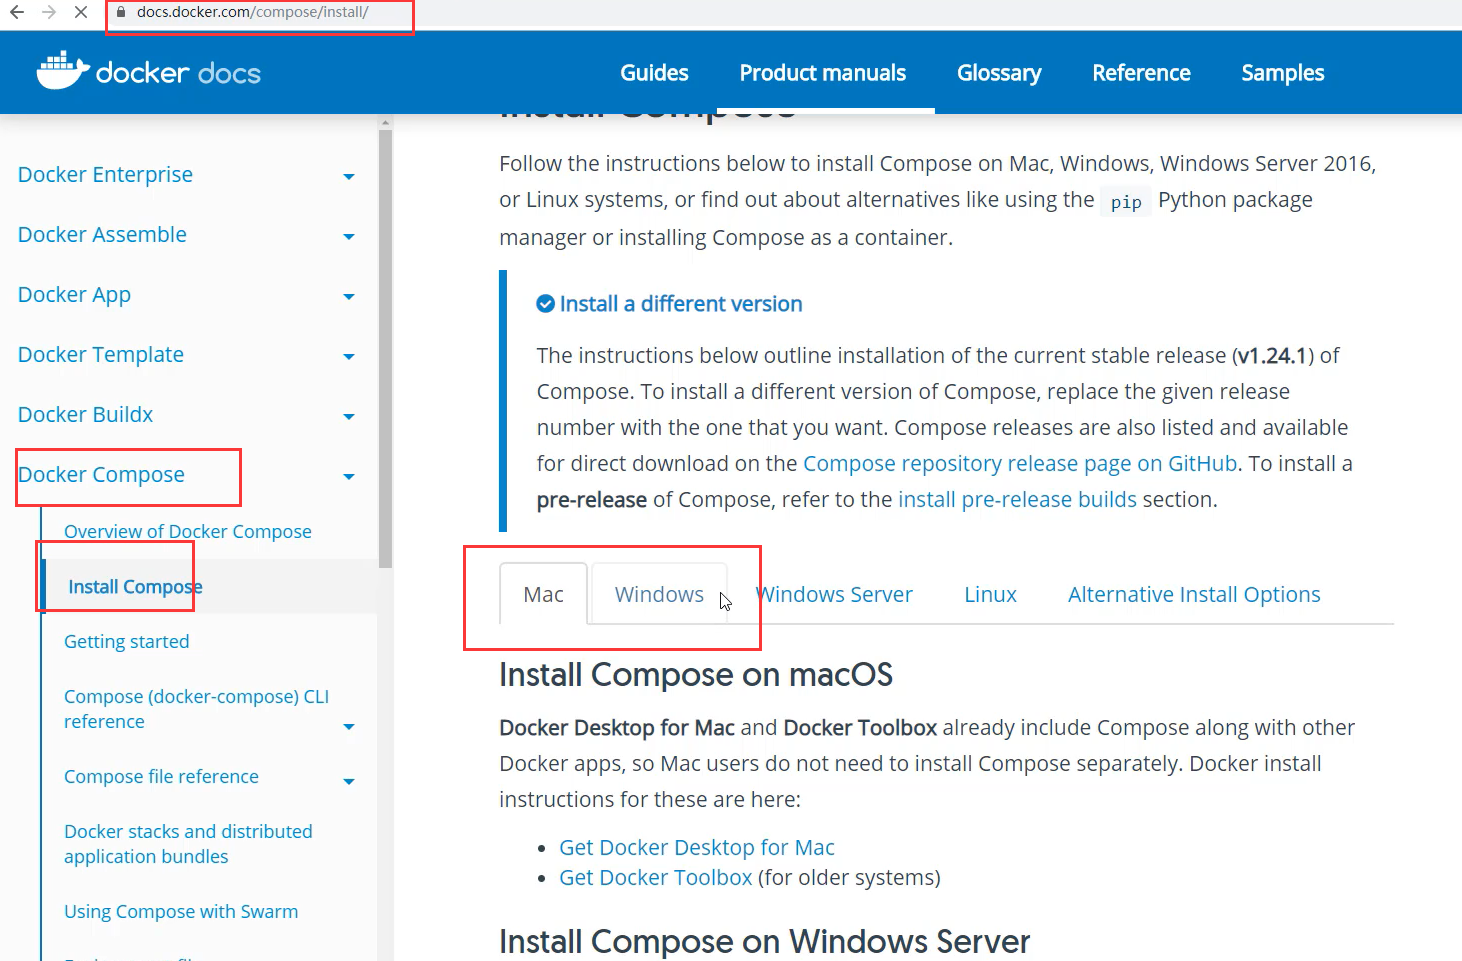 docs.docker.com/compose/install/
docker docs
Guides
Product manuals
Glossary
Reference
Samples
Docker Enterprise
Docker Assemble
Docker App
Docker Template
Docker Buildx
Docker Compose
Overview of Docker Compose
Install Compose
Getting started
Compose (docker-compose) CLI
reference
Compose file reference
Docker stacks and distributed
application bundles
Using Compose with Swarm
Install Compose
Follow the instructions below to install Compose on Mac, Windows, Windows Server 2016,
or Linux systems, or find out about alternatives like using the pip Python package
manager or installing Compose as a container.
Install a different version
The instructions below outline installation of the current stable release (v1.24.1) of
Compose. To install a different version of Compose, replace the given release
number with the one that you want. Compose releases are also listed and available
for direct download on the Compose repository release page on GitHub. To install a
pre-release of Compose, refer to the install pre-release builds section.
Mac
Windows
Windows Server
Linux
Alternative Install Options
Install Compose on macOS
Docker Desktop for Mac and Docker Toolbox already include Compose along with other
Docker apps, so Mac users do not need to install Compose separately. Docker install
instructions for these are here:
Get Docker Desktop for Mac
Get Docker Toolbox (for older systems)
Install Compose on Windows Server